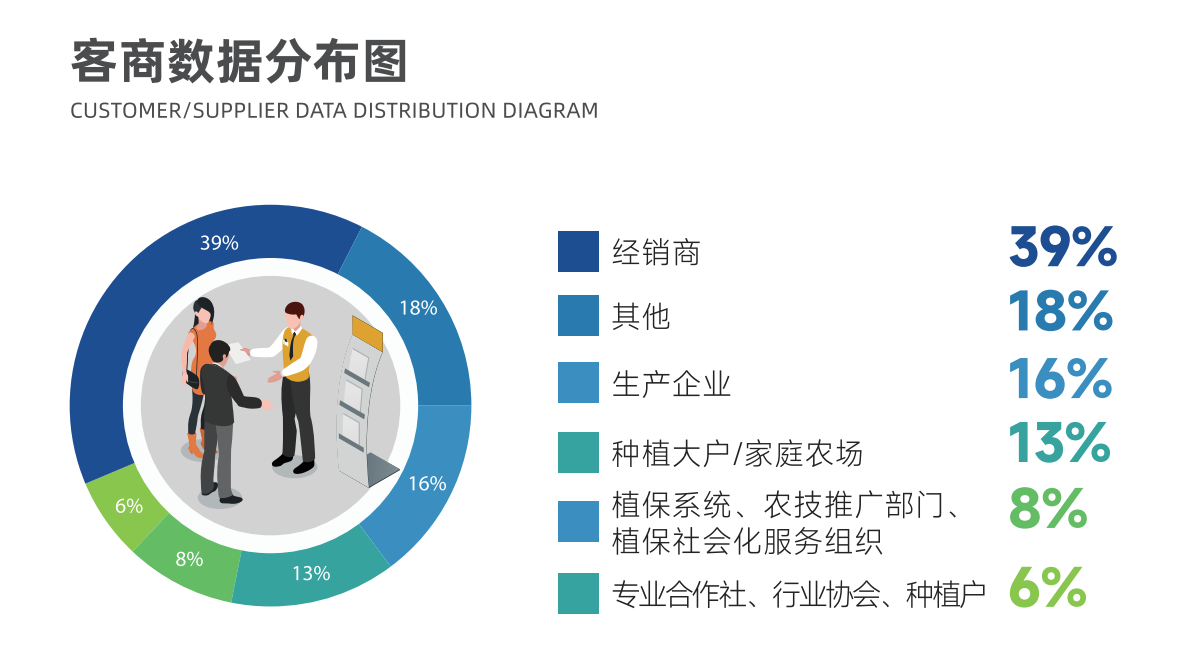 客商数据分布图
CUSTOMER/SUPPLIER DATA DISTRIBUTION DIAGRAM
39%
18%
16%
13%
8%
6%
经销商 39%
其他 18%
生产企业 16%
种植大户/家庭农场 13%
植保系统、农技推广部门、
植保社会化服务组织 8%
专业合作社、行业协会、种植户 6%